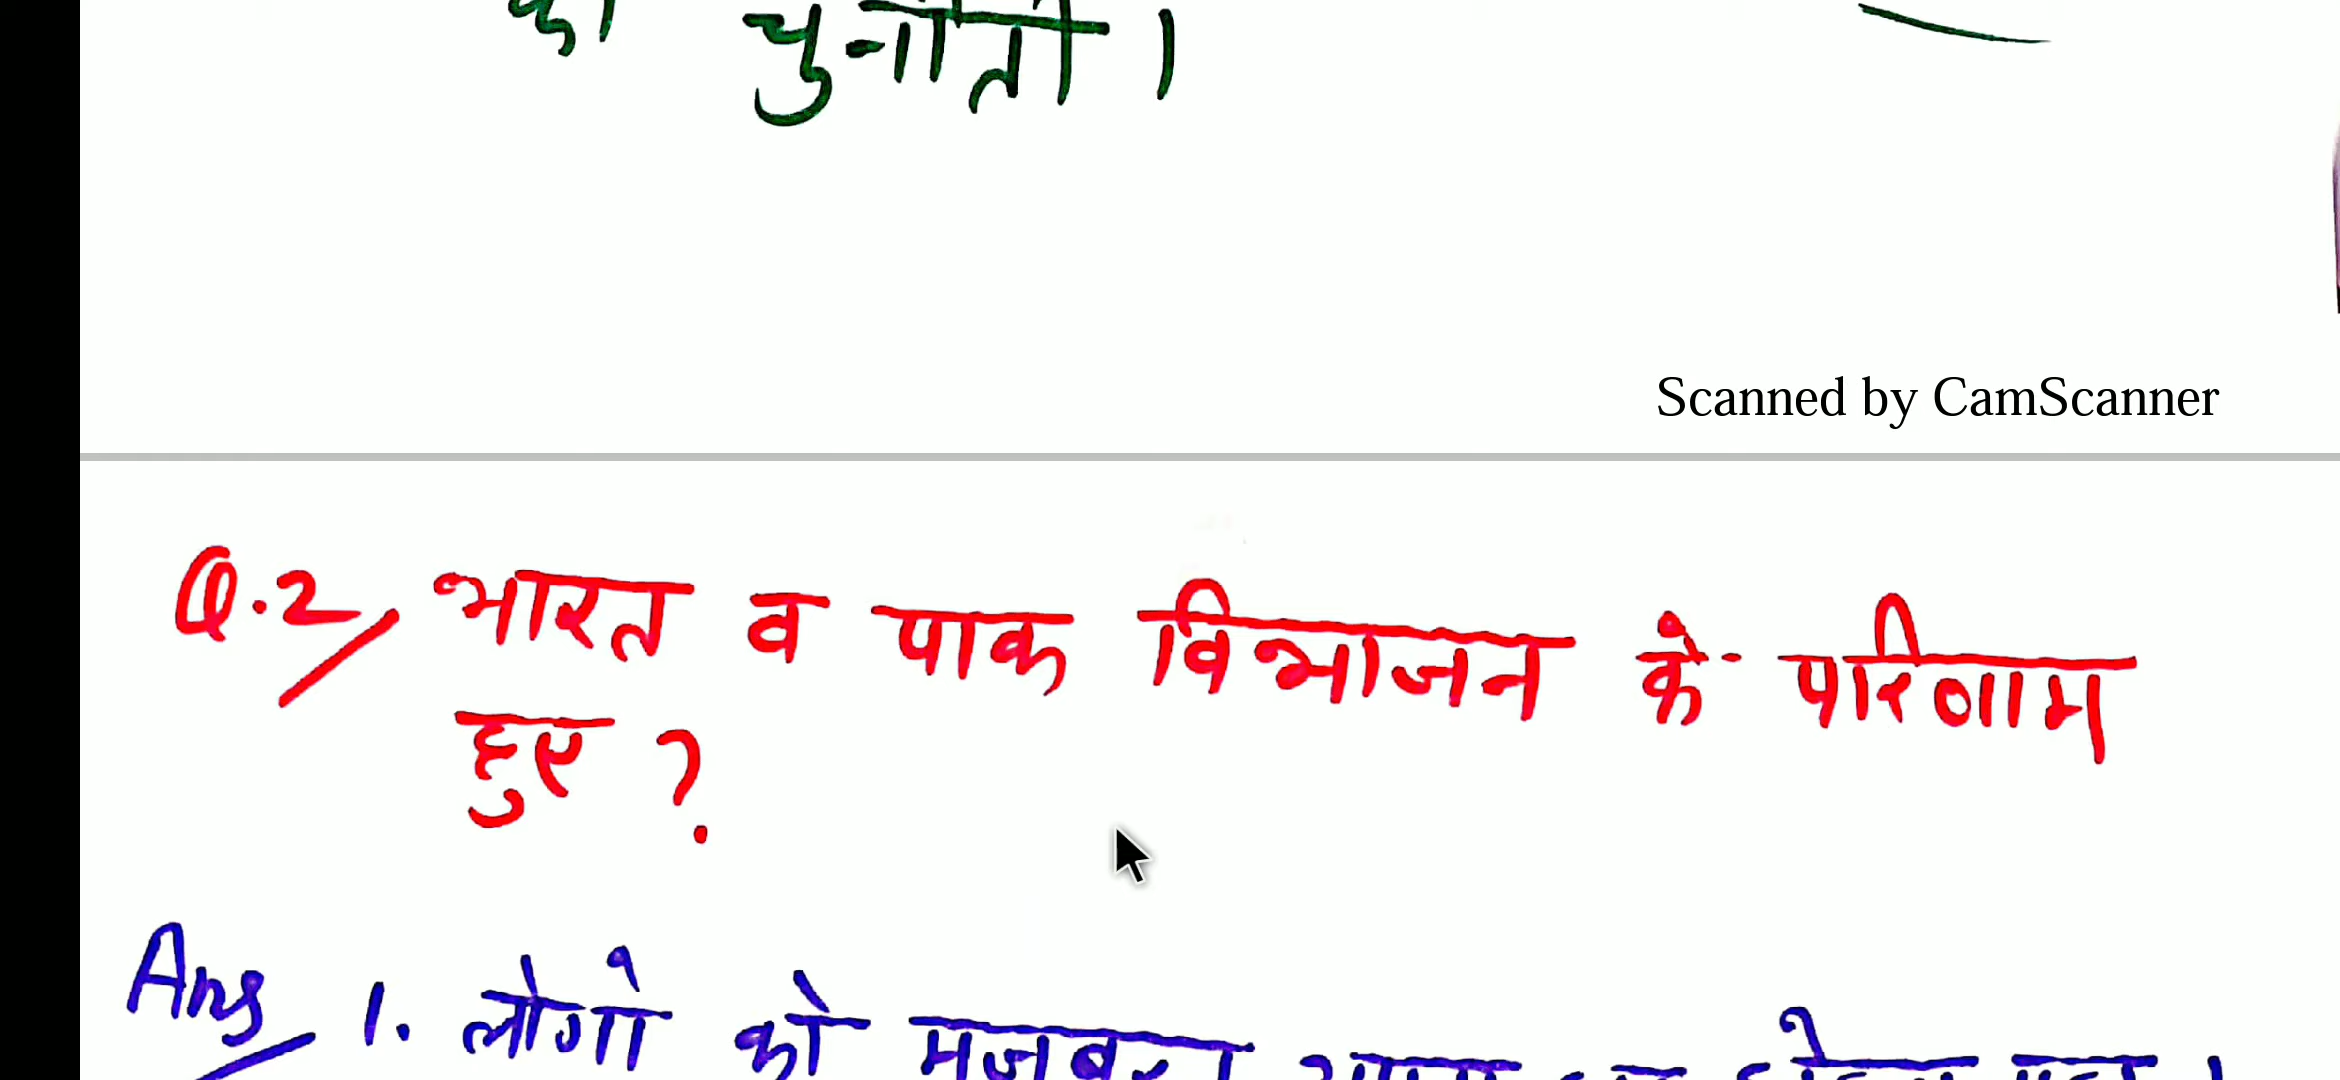 चुनौती ।
Scanned by CamScanner
Q.2 भारत व पाक विभाजन के परिणाम
हुए ?
Ans 1. लोगो को